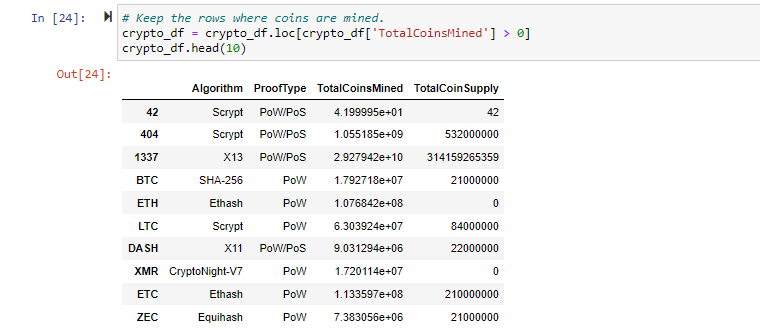 In [24]: # Keep the rows where coins are mined.
crypto_df = crypto_df.loc[crypto_df['TotalCoinsMined'] > 0]
crypto_df.head(10)
Out[24]:
Algorithm ProofType TotalCoinsMined TotalCoinSupply
42 Scrypt PoW/PoS 4.199995e+01 42
404 Scrypt PoW/PoS 1.055185e+09 532000000
1337 X13 PoW/PoS 2.927942e+10 314159265359
BTC SHA-256 PoW 1.792718e+07 21000000
ETH Ethash PoW 1.076842e+08 0
LTC Scrypt PoW 6.303924e+07 84000000
DASH X11 PoW/PoS 9.031294e+06 22000000
XMR CryptoNight-V7 PoW 1.720114e+07 0
ETC Ethash PoW 1.133597e+08 210000000
ZEC Equihash PoW 7.383056e+06 21000000